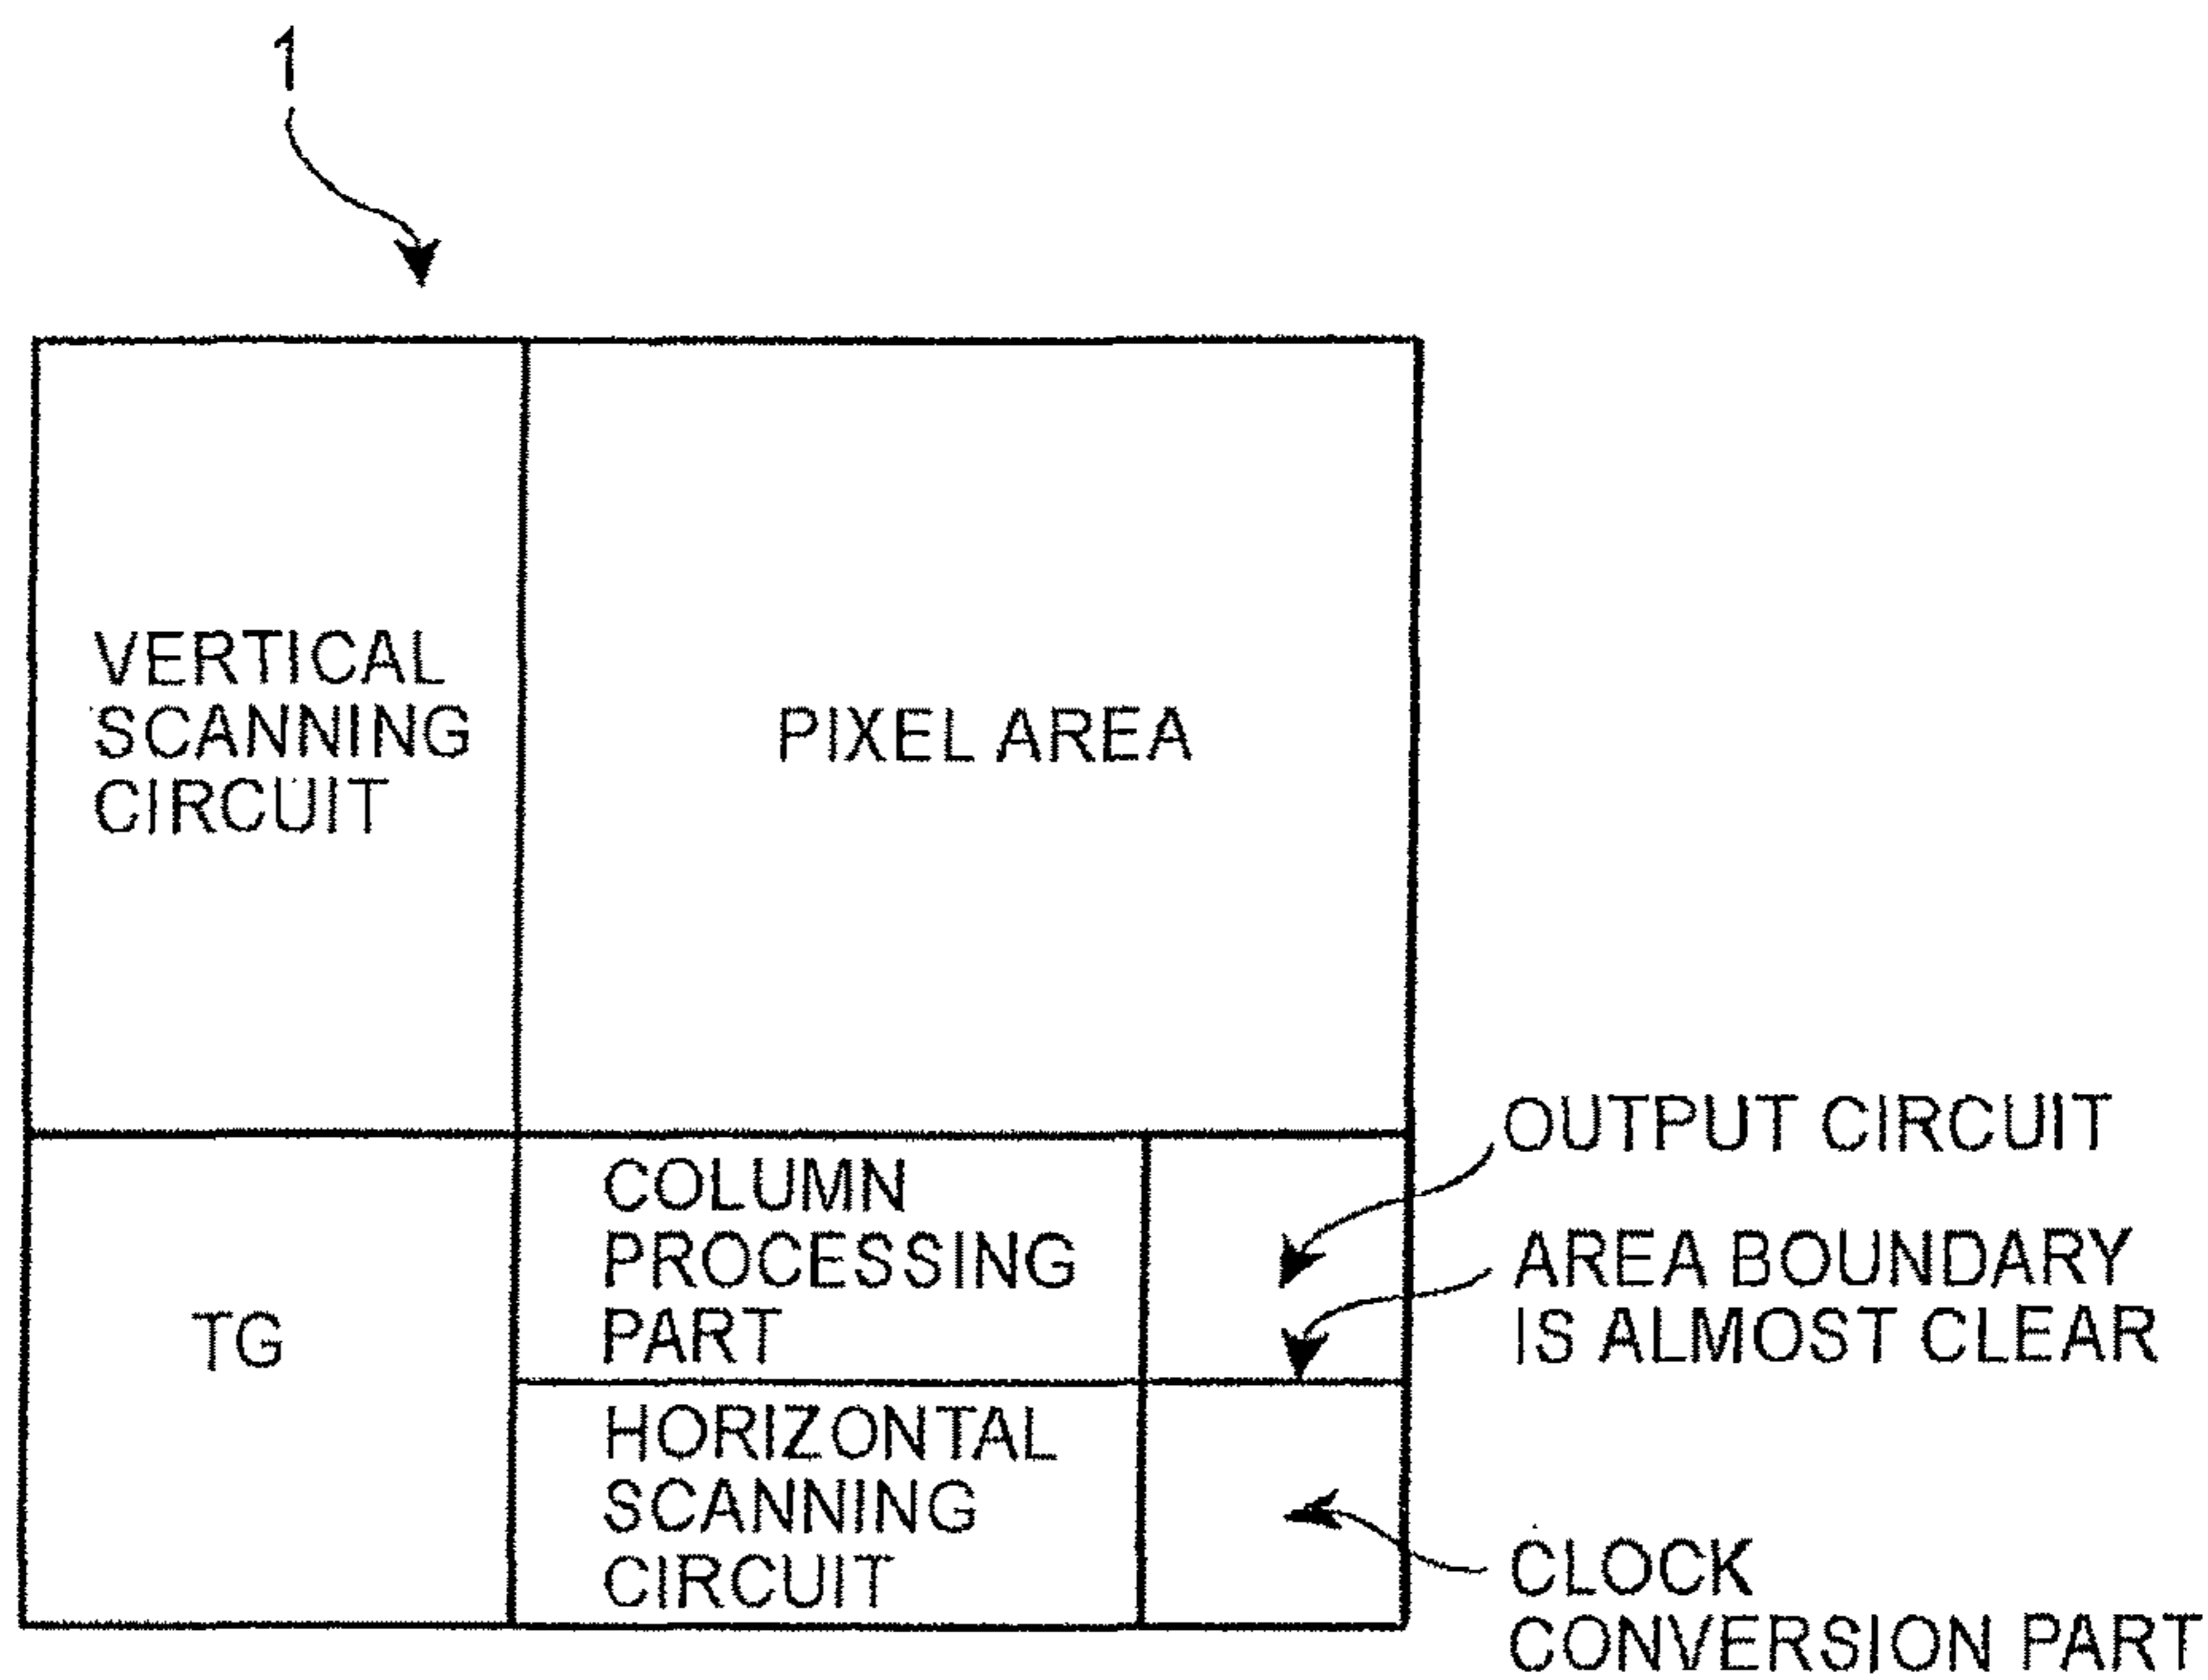 1
VERTICAL
SCANNING
CIRCUIT
PIXEL AREA
TG
COLUMN
PROCESSING
PART
HORIZONTAL
SCANNING
CIRCUIT
OUTPUT CIRCUIT
AREA BOUNDARY
IS ALMOST CLEAR
CLOCK
CONVERSION PART